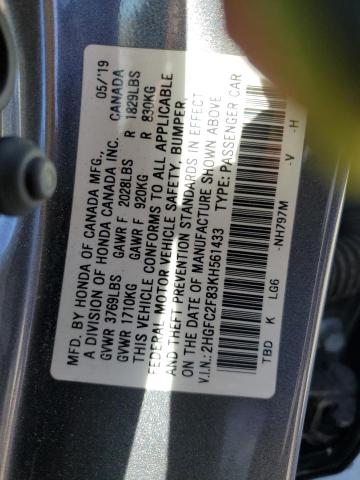 MFD. BY HONDA OF CANADA MFG. 05/'19
A DIVISION OF HONDA CANADA INC. CANADA
GVWR 3769LBS GAWR F 2028LBS R 1829LBS
GVWR 1710KG GAWR F 920KG R 830KG
THIS VEHICLE CONFORMS TO ALL APPLICABLE
FEDERAL MOTOR VEHICLE SAFETY, BUMPER,
AND THEFT PREVENTION STANDARDS IN EFFECT
ON THE DATE OF MANUFACTURE SHOWN ABOVE
V.I.N.:2HGFC2F83KH561433 TYPE:PASSENGER CAR
TBD K LG6 -NH797M -V -H